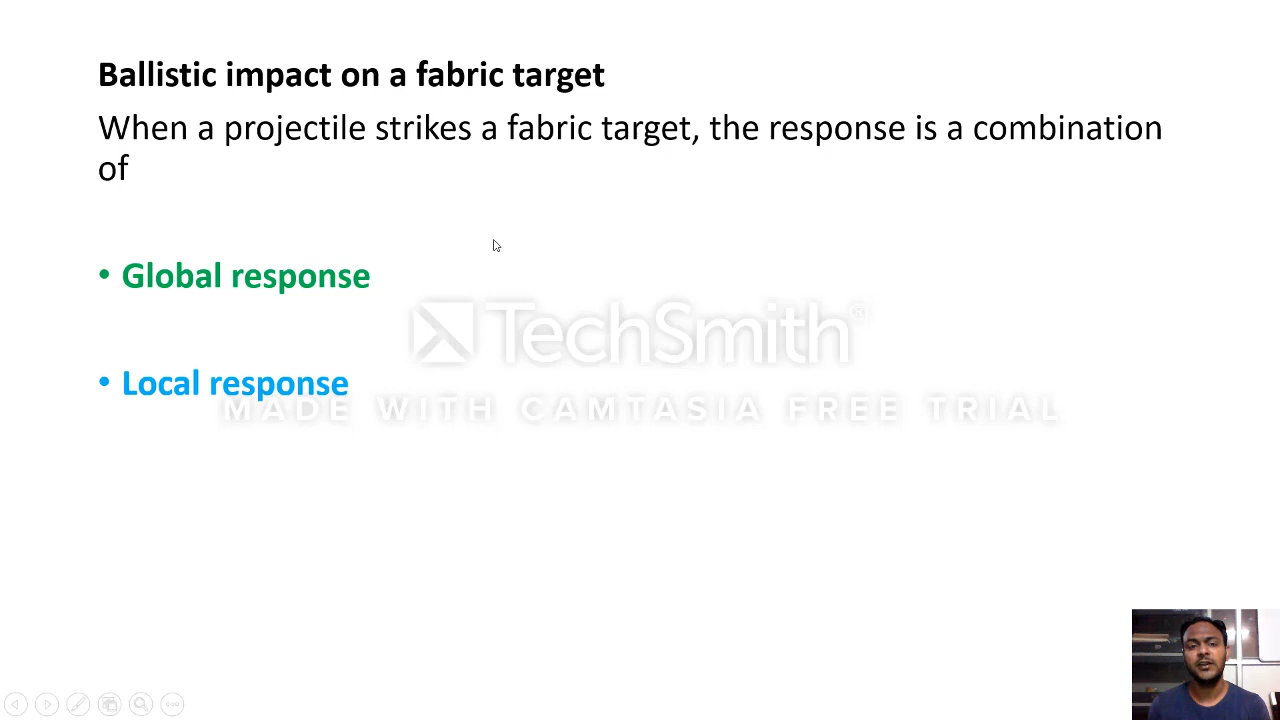 Ballistic impact on a fabric target
When a projectile strikes a fabric target, the response is a combination
of
• Global response
TechSmith®
• Local response
MADE WITH CAMTASIA FREE TRIAL